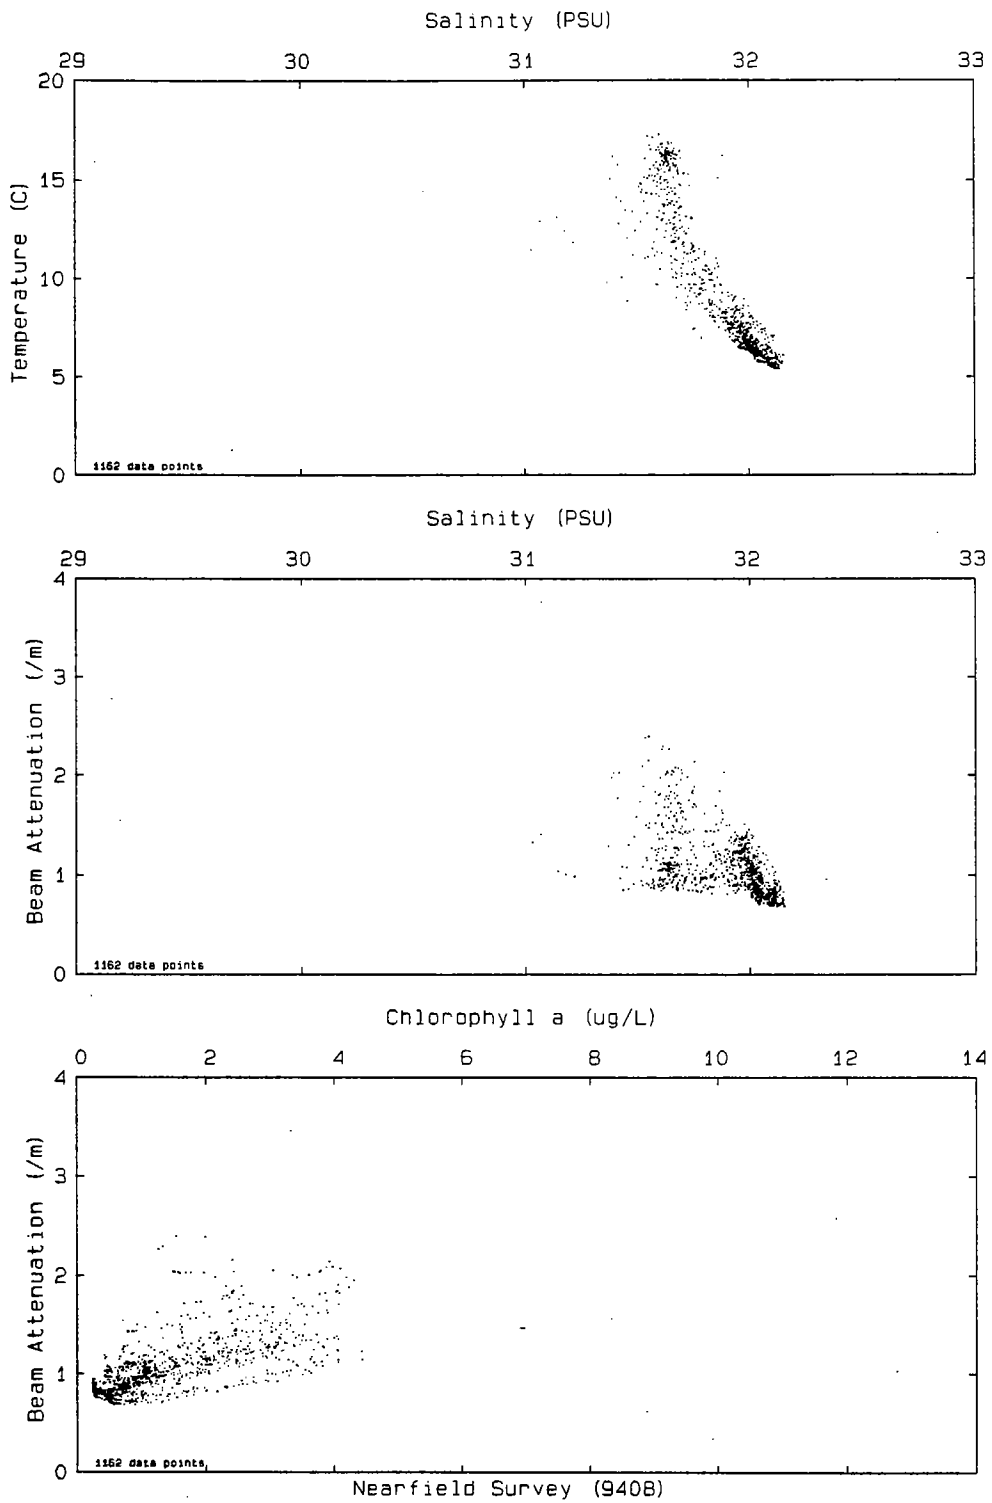 Salinity (PSU)
29 30 31 32 33
20
15
10
5
0
Temperature (C)
1162 data points
Salinity (PSU)
29 30 31 32 33
4
3
2
1
0
Beam Attenuation (/m)
1162 data points
Chlorophyll a (ug/L)
0 2 4 6 8 10 12 14
4
3
2
1
0
Beam Attenuation (/m)
1162 data points
Nearfield Survey (9408)